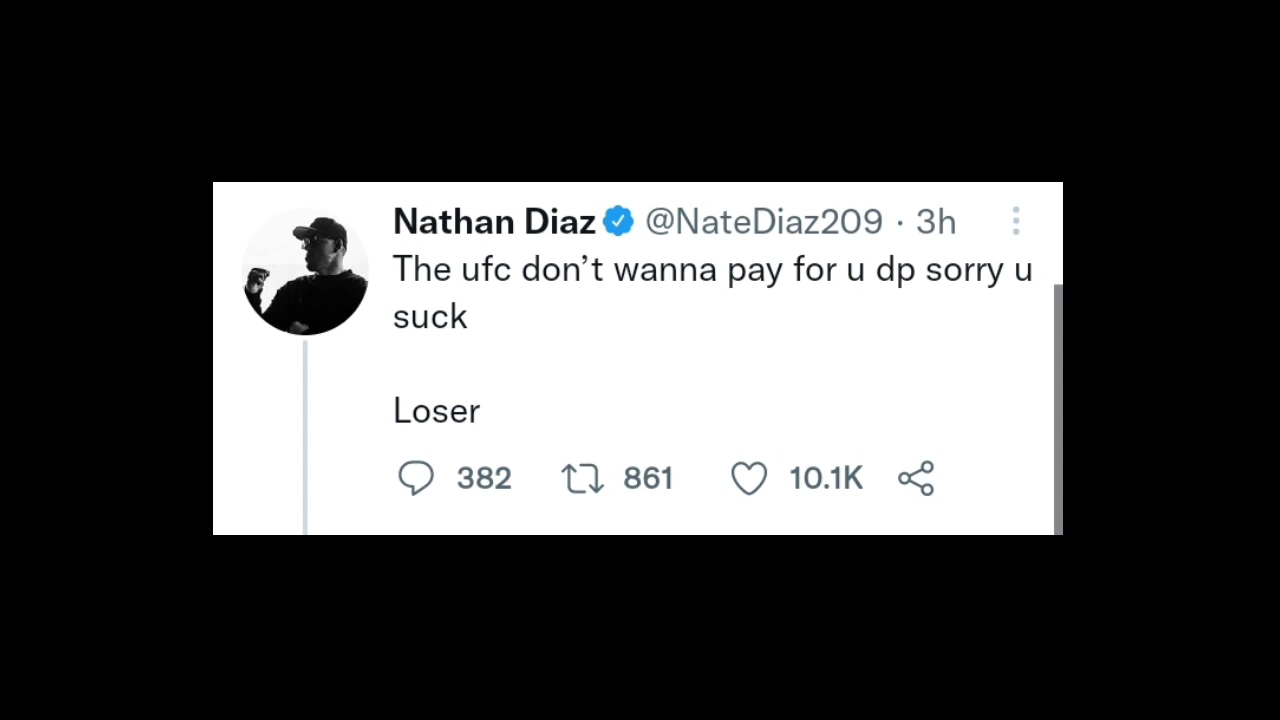 Nathan Diaz @NateDiaz209 · 3h
The ufc don’t wanna pay for u dp sorry u
suck
Loser
382 861 10.1K